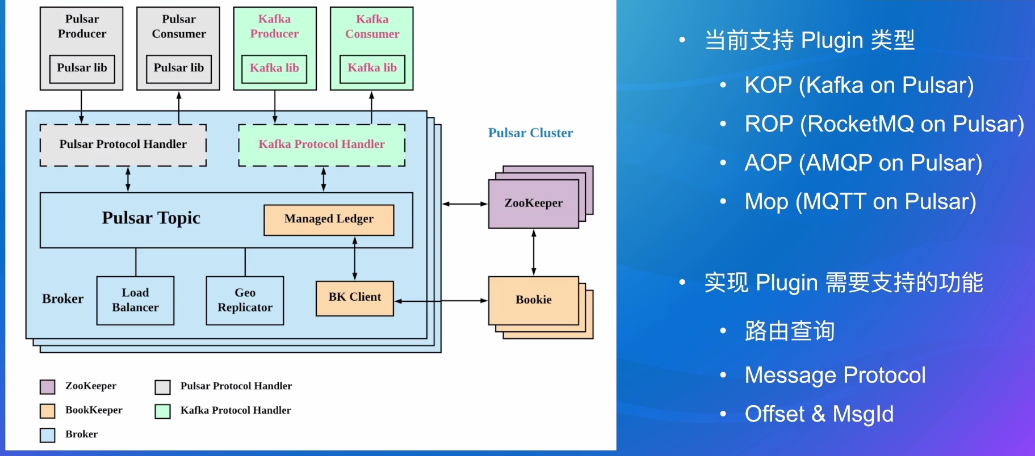 Pulsar
Producer
Pulsar lib
Pulsar
Consumer
Pulsar lib
Kafka
Producer
Kafka lib
Kafka
Consumer
Kafka lib
Pulsar Protocol Handler
Kafka Protocol Handler
Pulsar Cluster
Pulsar Topic
Managed Ledger
ZooKeeper
Broker
Load
Balancer
Geo
Replicator
BK Client
Bookie
ZooKeeper
Pulsar Protocol Handler
BookKeeper
Kafka Protocol Handler
Broker
• 当前支持 Plugin 类型
• KOP (Kafka on Pulsar)
• ROP (RocketMQ on Pulsar)
• AOP (AMQP on Pulsar)
• Mop (MQTT on Pulsar)
• 实现 Plugin 需要支持的功能
• 路由查询
• Message Protocol
• Offset & MsgId